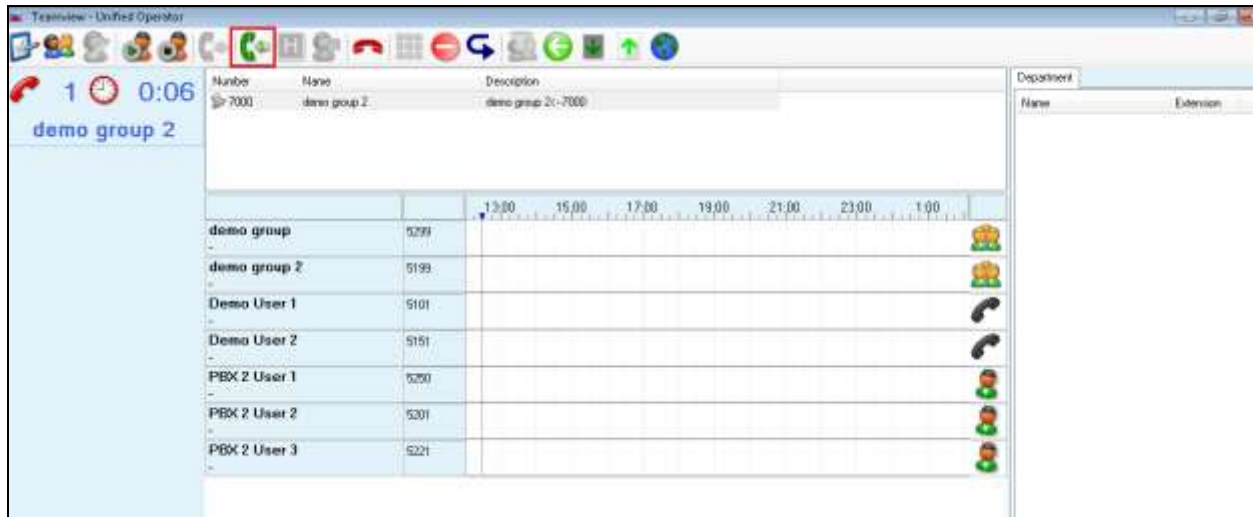 Teamview - Unified Operator
1 0:06
demo group 2
Number Name Description
7000 demo group 2 demo group 2<-7000
Department
Name Extension
13:00 15:00 17:00 19:00 21:00 23:00 1:00
demo group 5299
-
demo group 2 5199
-
Demo User 1 5101
-
Demo User 2 5151
-
PBX 2 User 1 5250
-
PBX 2 User 2 5201
-
PBX 2 User 3 5221
-